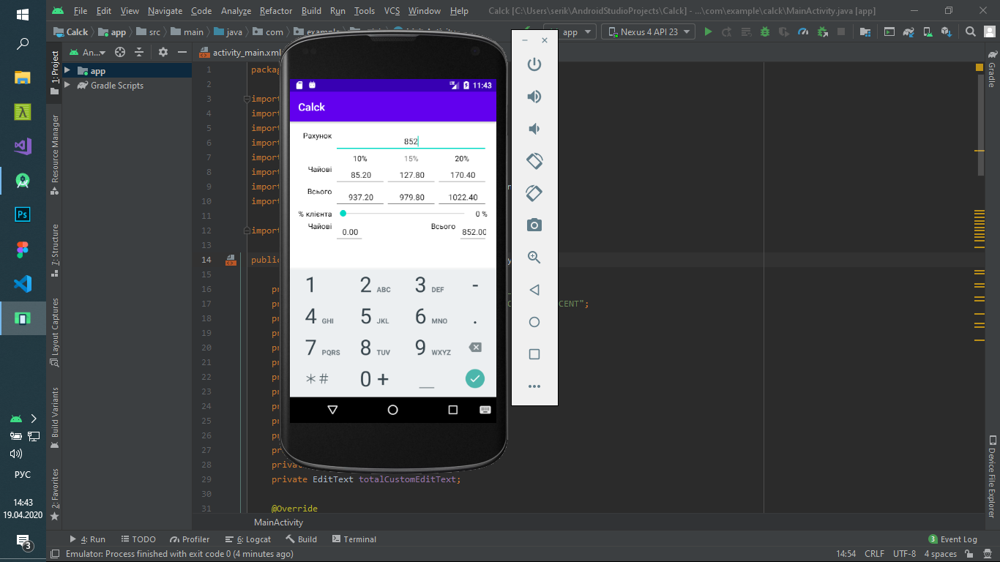 File Edit View Navigate Code Analyze Refactor Build Run Tools VCS Window Help Calck [C:\Users\serik\AndroidStudioProjects\Calck] - ...\com\example\calck\MainActivity.java [app]
Calck app src main java com example app Nexus 4 API 23
An... activity_main.xml
1: Project
Resource Manager
7: Structure
Layout Captures
Build Variants
2: Favorites
app
Gradle Scripts
Gradle
Device File Explorer
1 packag
2
3 import
4 import
5 import
6 import
7 import
8 import
9 import
10 import
11
12 import
13
14 public
15
16 pr
17 pr CENT";
18 pr
19 pr
20 pr
21 pr
22 pr
23 pr
24 pr
25 pr
26 pr
27 pr
28 privat
29 private EditText totalCustomEditText;
30
31 @Override
LTE 11:43
Calck
Рахунок 852
10% 15% 20%
Чайові 85.20 127.80 170.40
Всього 937.20 979.80 1022.40
% клієнта 0 %
Чайові 0.00 Всього 852.00
1 2 ABC 3 DEF -
4 GHI 5 JKL 6 MNO .
7 PQRS 8 TUV 9 WXYZ
*# 0 + _
Ps
РУС
14:43
19.04.2020
3
MainActivity
4: Run TODO Profiler 6: Logcat Build Terminal 3 Event Log
Emulator: Process finished with exit code 0 (4 minutes ago) 14:54 CRLF UTF-8 4 spaces